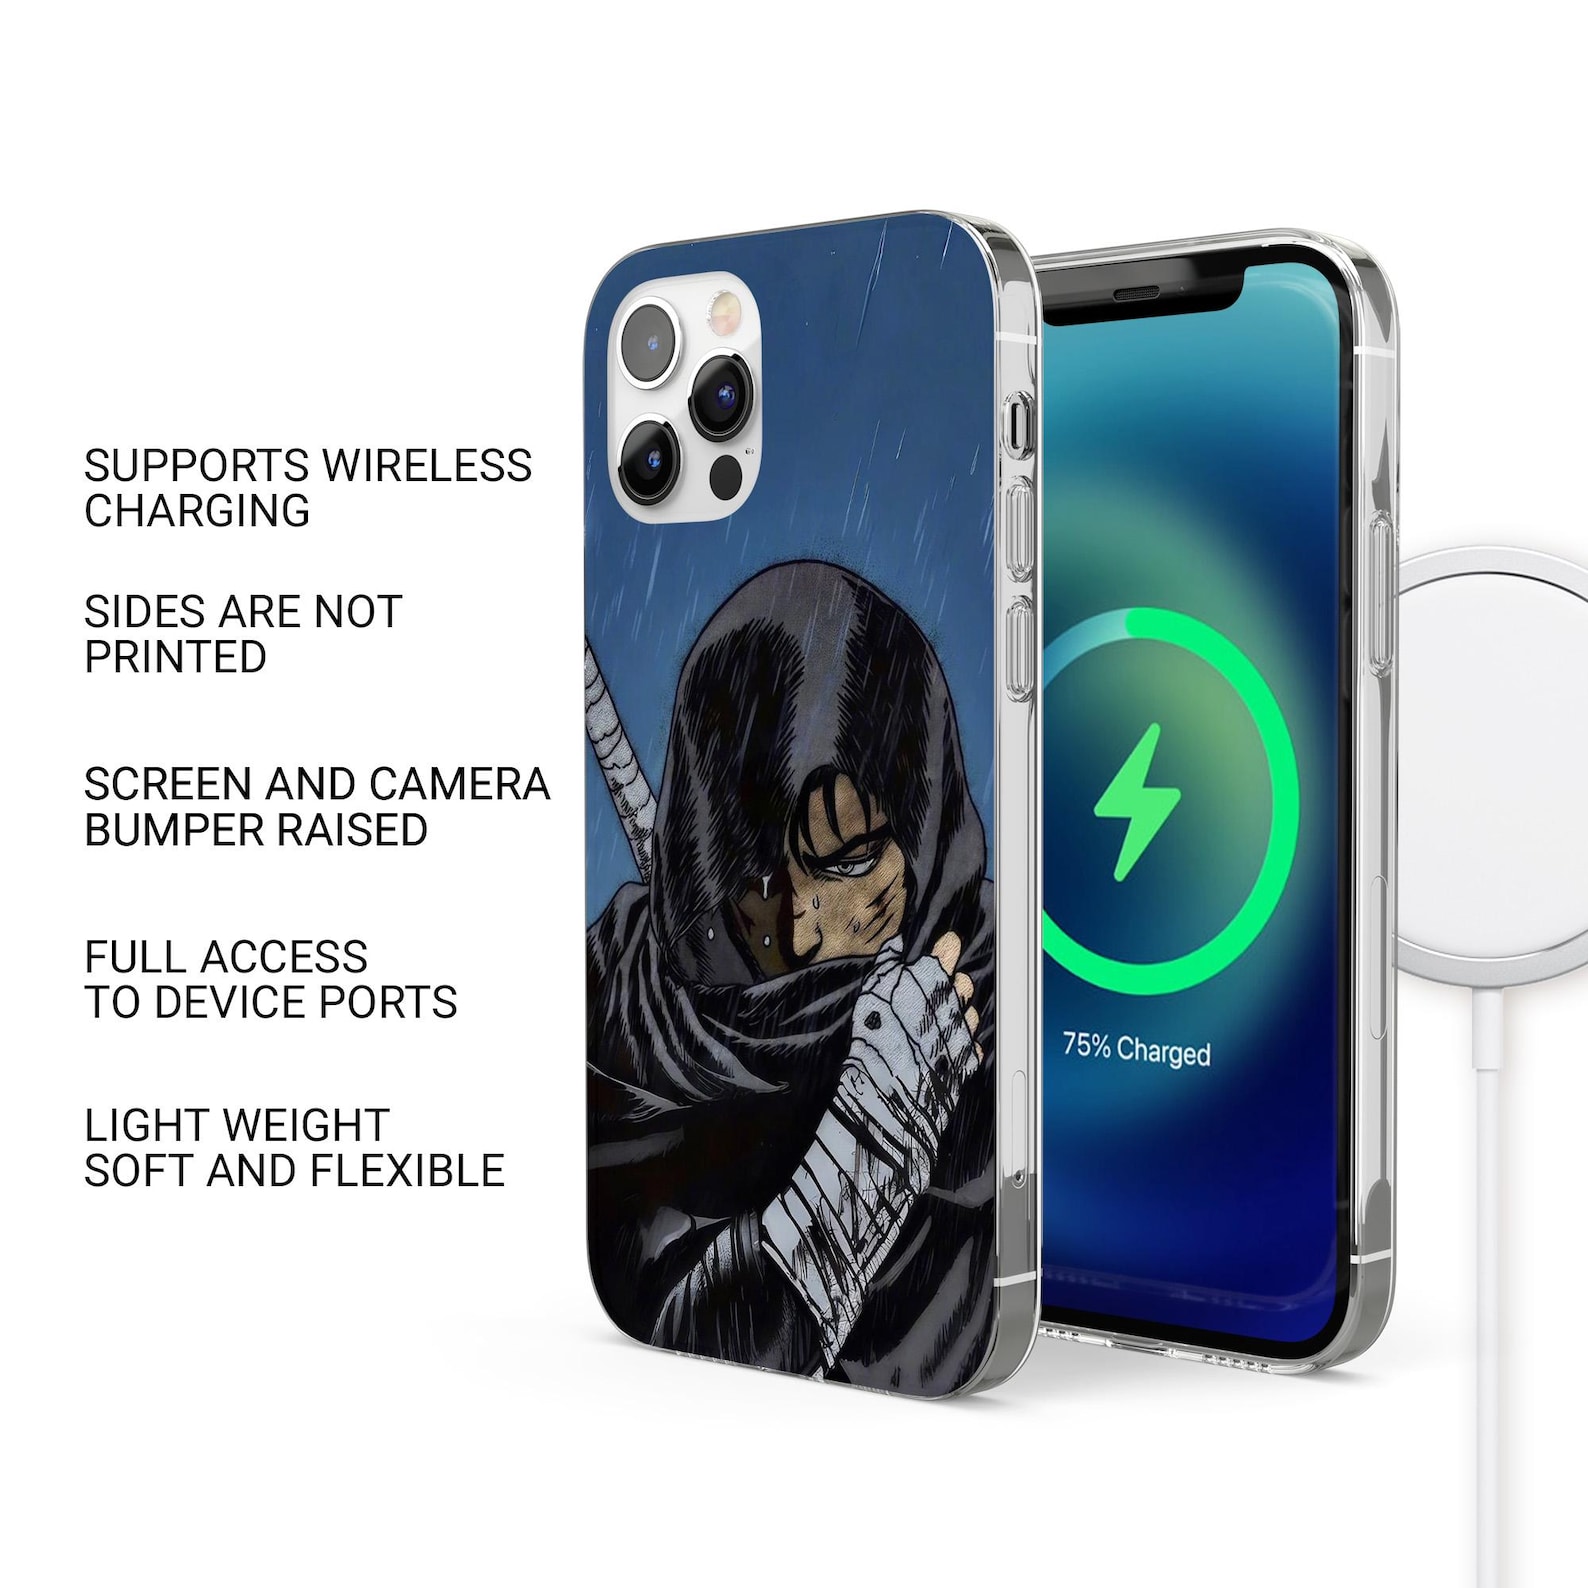 SUPPORTS WIRELESS
CHARGING
SIDES ARE NOT
PRINTED
SCREEN AND CAMERA
BUMPER RAISED
FULL ACCESS
TO DEVICE PORTS
LIGHT WEIGHT
SOFT AND FLEXIBLE
75% Charged